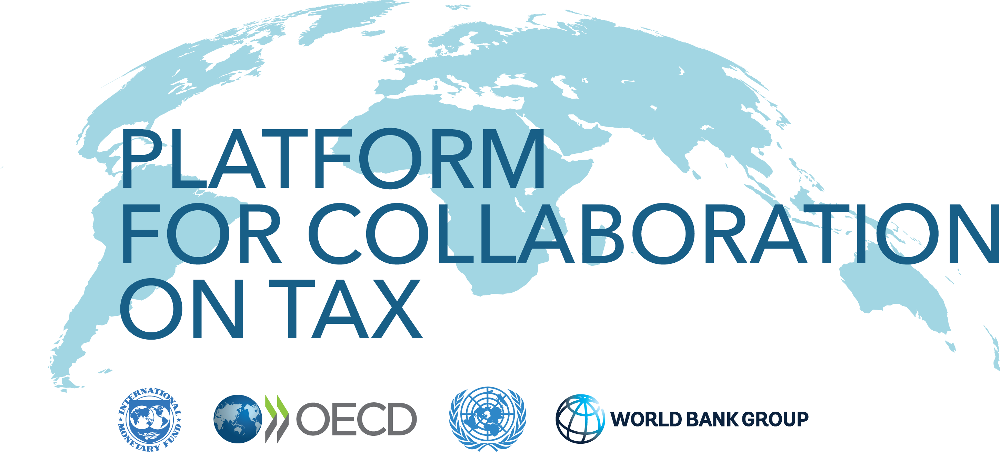 PLATFORM
FOR COLLABORATION
ON TAX
INTERNATIONAL
MONETARY FUND
OECD
WORLD BANK GROUP